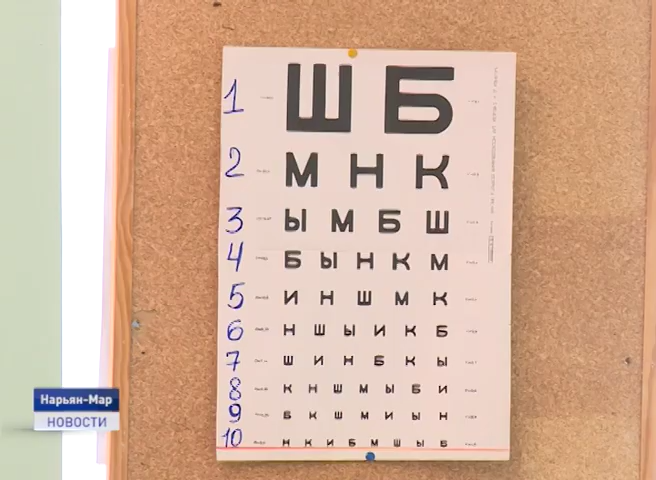 1 Ш Б
2 М Н К
3 Ы М Б Ш
4 Б Ы Н К М
5 И Н Ш М К
6 Н Ш Ы И К Б
7 Ш И Н Б К Ы
8 К Н Ш М Ы Б И
9 Б К Ш М И Ы Н
10 Н К И Б М Ш Ы Б
Нарьян-Мар
НОВОСТИ